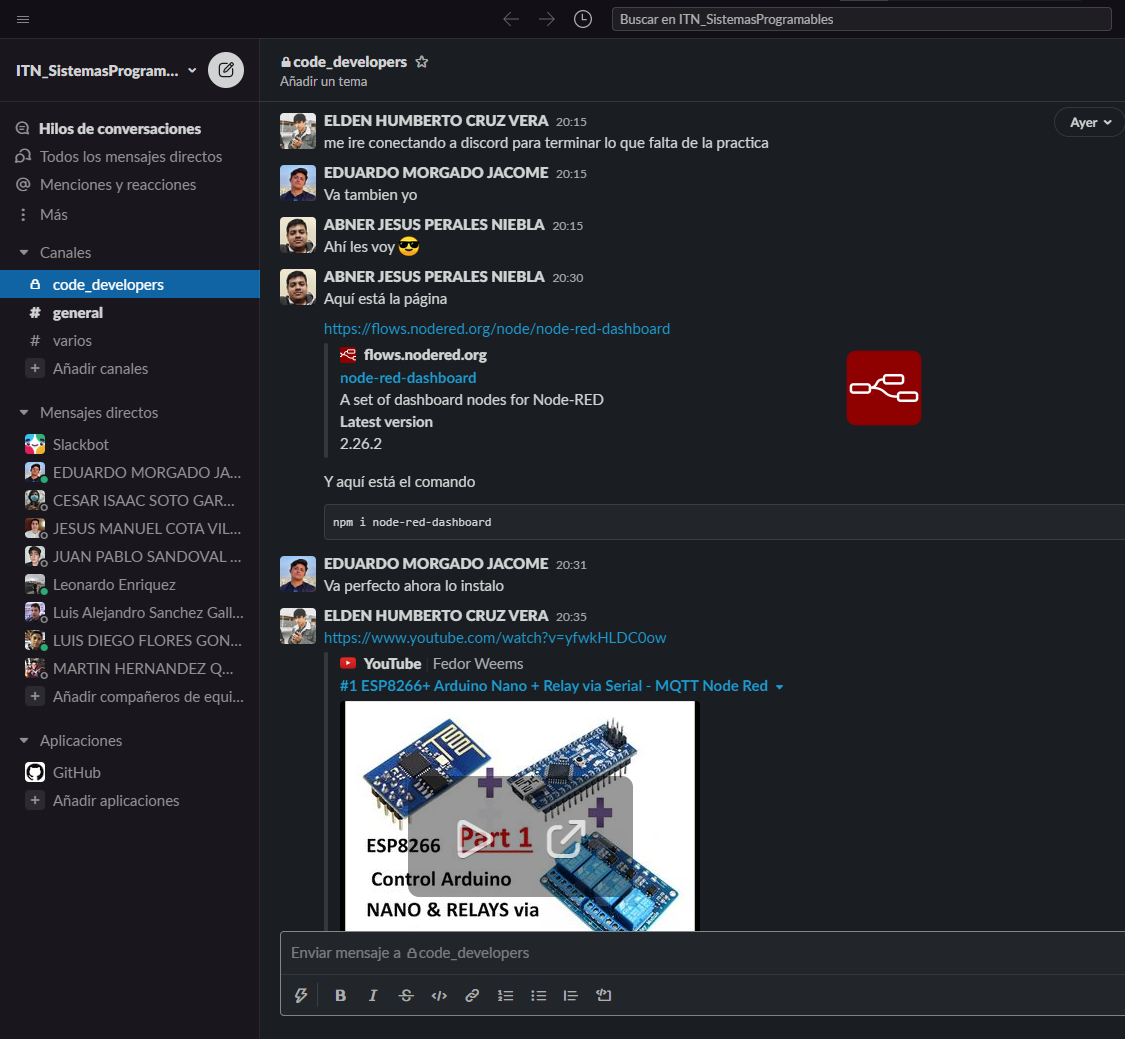 Buscar en ITN_SistemasProgramables
ITN_SistemasProgram...
Hilos de conversaciones
Todos los mensajes directos
Menciones y reacciones
Más
Canales
code_developers
# general
# varios
+ Añadir canales
Mensajes directos
Slackbot
EDUARDO MORGADO JA...
CESAR ISAAC SOTO GAR...
JESUS MANUEL COTA VIL...
JUAN PABLO SANDOVAL ...
Leonardo Enriquez
Luis Alejandro Sanchez Gall...
LUIS DIEGO FLORES GON...
MARTIN HERNANDEZ Q...
+ Añadir compañeros de equi...
Aplicaciones
GitHub
+ Añadir aplicaciones
code_developers
Añadir un tema
Ayer
ELDEN HUMBERTO CRUZ VERA 20:15
me ire conectando a discord para terminar lo que falta de la practica
EDUARDO MORGADO JACOME 20:15
Va tambien yo
ABNER JESUS PERALES NIEBLA 20:15
Ahí les voy 😎
ABNER JESUS PERALES NIEBLA 20:30
Aquí está la página
https://flows.nodered.org/node/node-red-dashboard
flows.nodered.org
node-red-dashboard
A set of dashboard nodes for Node-RED
Latest version
2.26.2
Y aquí está el comando
npm i node-red-dashboard
EDUARDO MORGADO JACOME 20:31
Va perfecto ahora lo instalo
ELDEN HUMBERTO CRUZ VERA 20:35
https://www.youtube.com/watch?v=yfwkHLDC0ow
YouTube | Fedor Weems
#1 ESP8266+ Arduino Nano + Relay via Serial - MQTT Node Red
ESP8266 Part 1
Control Arduino
NANO & RELAYS via
Enviar mensaje a code_developers
B I S </>